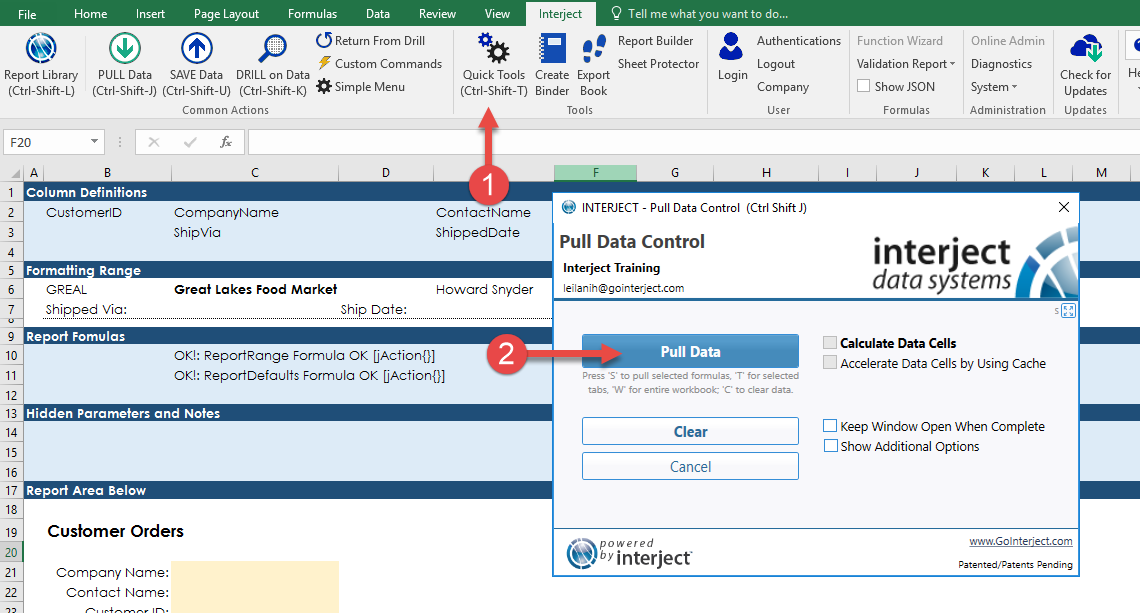 File Home Insert Page Layout Formulas Data Review View Interject Tell me what you want to do...
Report Library
(Ctrl-Shift-L)
PULL Data
(Ctrl-Shift-J)
SAVE Data
(Ctrl-Shift-U)
DRILL on Data
(Ctrl-Shift-K)
Return From Drill
Custom Commands
Simple Menu
Common Actions
Quick Tools
(Ctrl-Shift-T)
Create
Binder
Export
Book
Report Builder
Sheet Protector
Tools
Login
Authentications
Logout
Company
User
Function Wizard
Validation Report
Show JSON
Formulas
Online Admin
Diagnostics
System
Administration
Check for
Updates
Updates
F20 fx
A B C D F G H I J K L M
1 Column Definitions
2 CustomerID CompanyName ContactName
3 ShipVia ShippedDate
4
5 Formatting Range
6 GREAL Great Lakes Food Market Howard Snyder
7 Shipped Via: Ship Date:
8
9 Report Fomulas
10 OK!: ReportRange Formula OK [jAction{}]
11 OK!: ReportDefaults Formula OK [jAction{}]
12
13 Hidden Parameters and Notes
14
15
16
17 Report Area Below
18
19 Customer Orders
20
21 Company Name:
22 Contact Name:
23 Customer ID:
1
INTERJECT - Pull Data Control (Ctrl Shift J)
Pull Data Control
Interject Training
leilanih@gointerject.com
interject
data systems
S
2
Pull Data
Press 'S' to pull selected formulas, 'T' for selected
tabs, 'W' for entire workbook; 'C' to clear data.
Clear
Cancel
Calculate Data Cells
Accelerate Data Cells by Using Cache
Keep Window Open When Complete
Show Additional Options
powered
by interject
www.GoInterject.com
Patented/Patents Pending